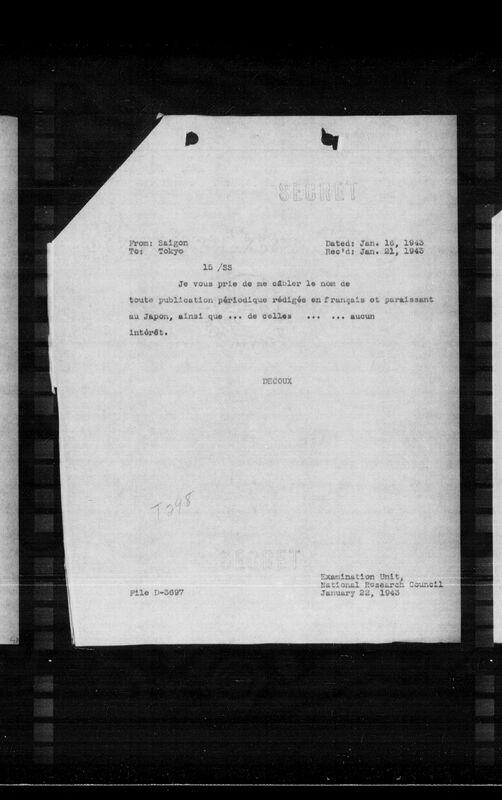 SECRET
From: Saigon Dated: Jan. 16, 1943
To: Tokyo Rec'd: Jan. 21, 1943
15 /SS
Je vous prie de me câbler le nom de
toute publication périodique rédigée en français et paraissant
au Japon, ainsi que ... de celles ... ... aucun
intérêt.
DECOUX
T298
SECRET
Examination Unit,
National Research Council
File D-3697 January 22, 1943